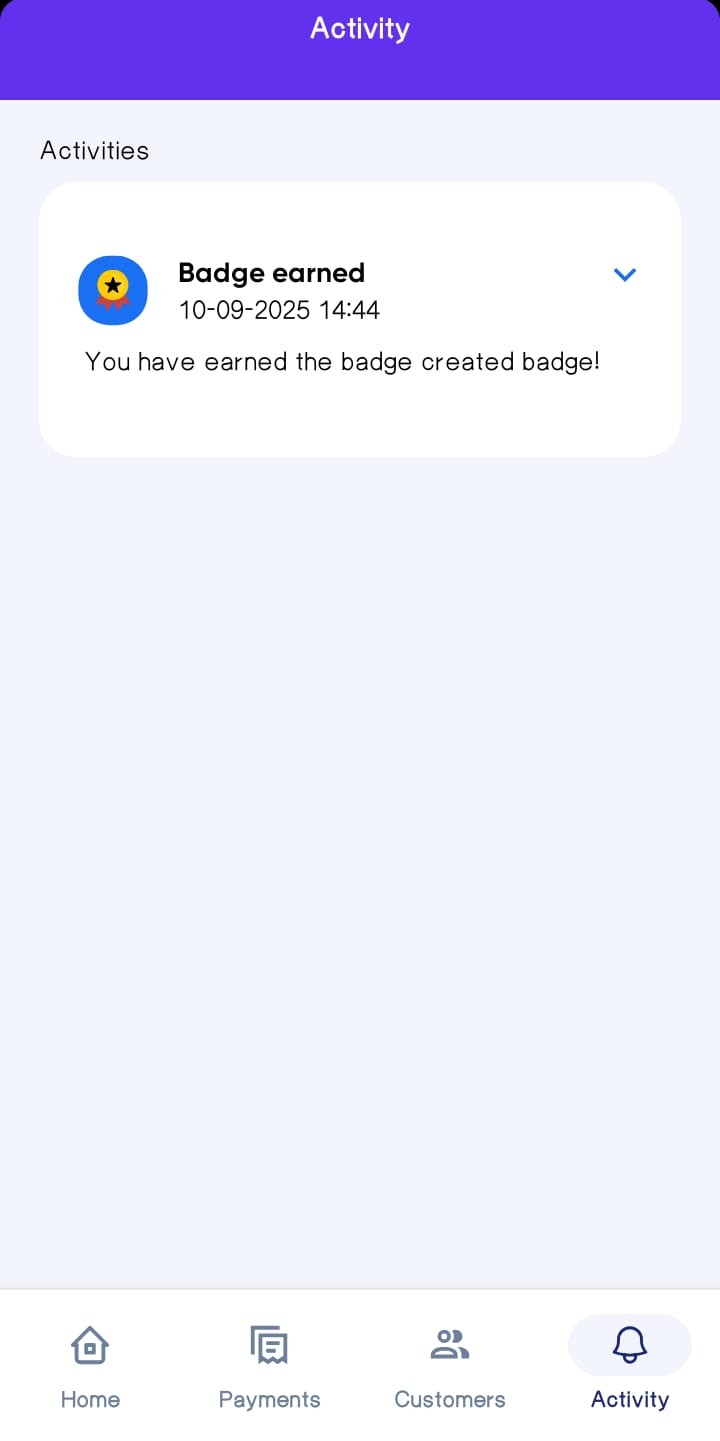 Activity
Activities
Badge earned
10-09-2025 14:44
You have earned the badge created badge!
Home
Payments
Customers
Activity